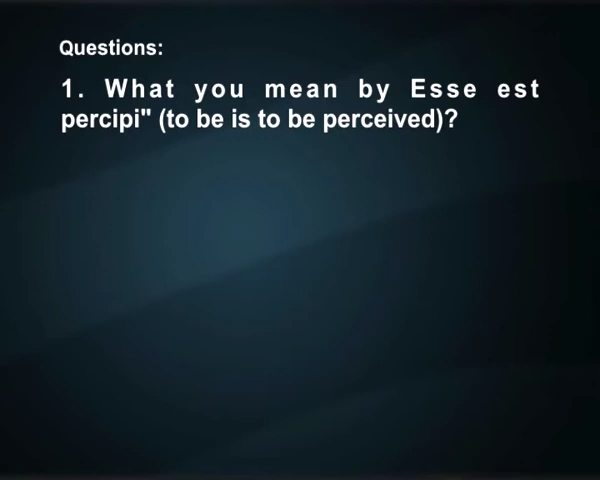 Questions:
1. What you mean by Esse est
percipi" (to be is to be perceived)?